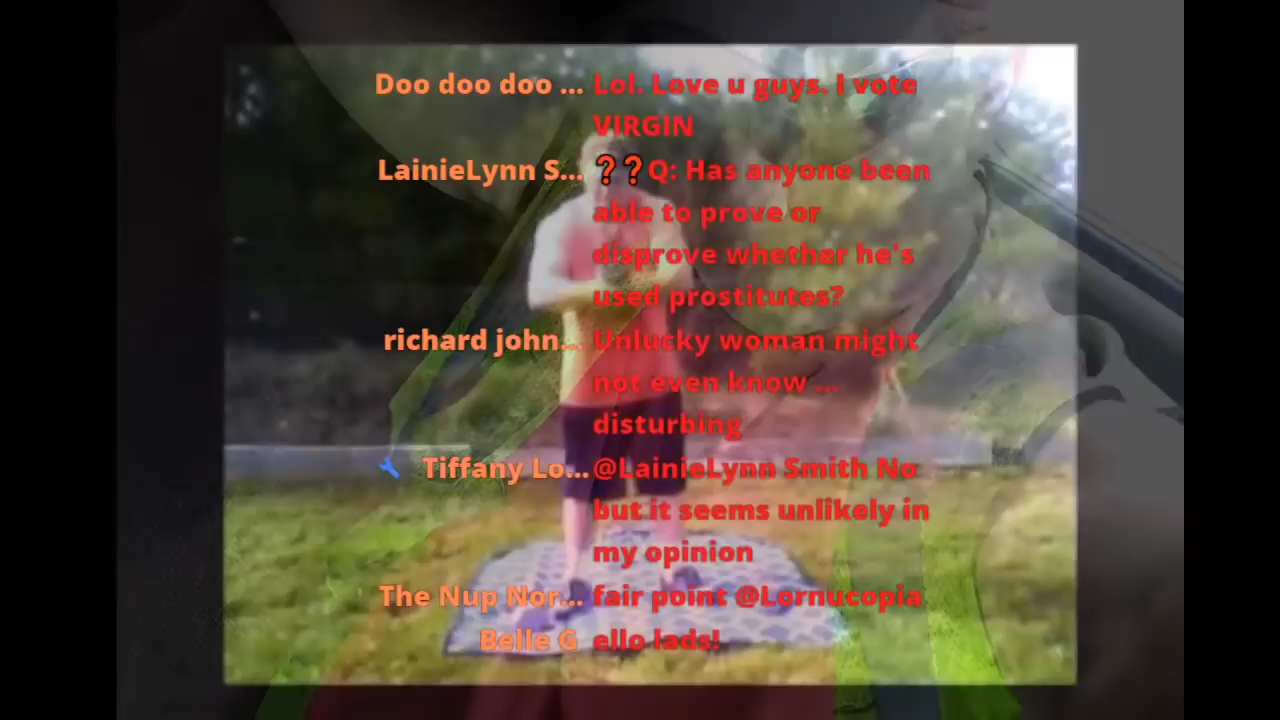 Doo doo doo ... Lol. Love u guys. I vote
VIRGIN
LainieLynn S... ❓❓Q: Has anyone been
able to prove or
disprove whether he's
used prostitutes?
richard john... Unlucky woman might
not even know ...
disturbing
Tiffany Lo... @LainieLynn Smith No
but it seems unlikely in
my opinion
The Nup Nor... fair point @Lornucopia
Belle G ello lads!